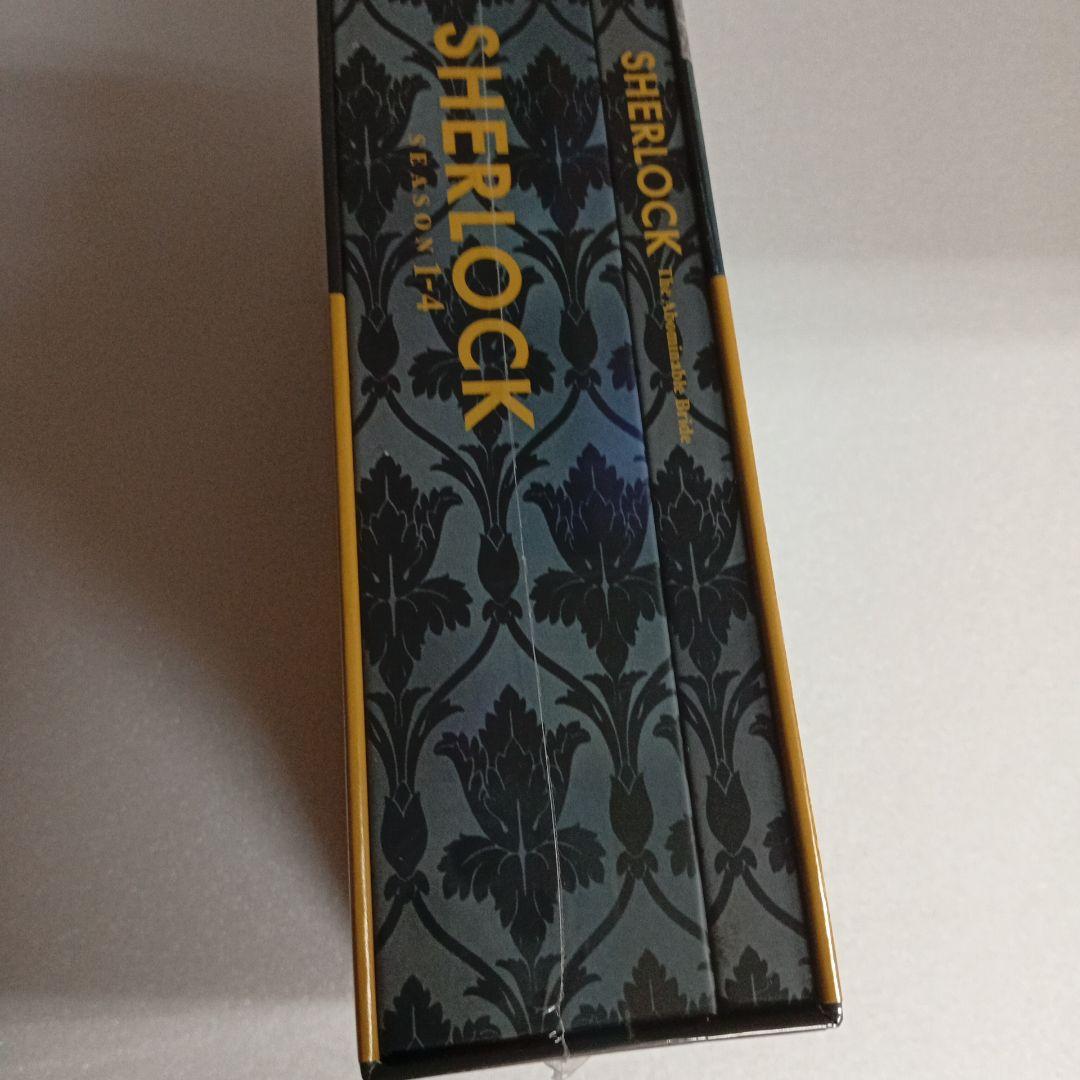 SHERLOCK
SEASON 1-4
SHERLOCK The Abominable Bride